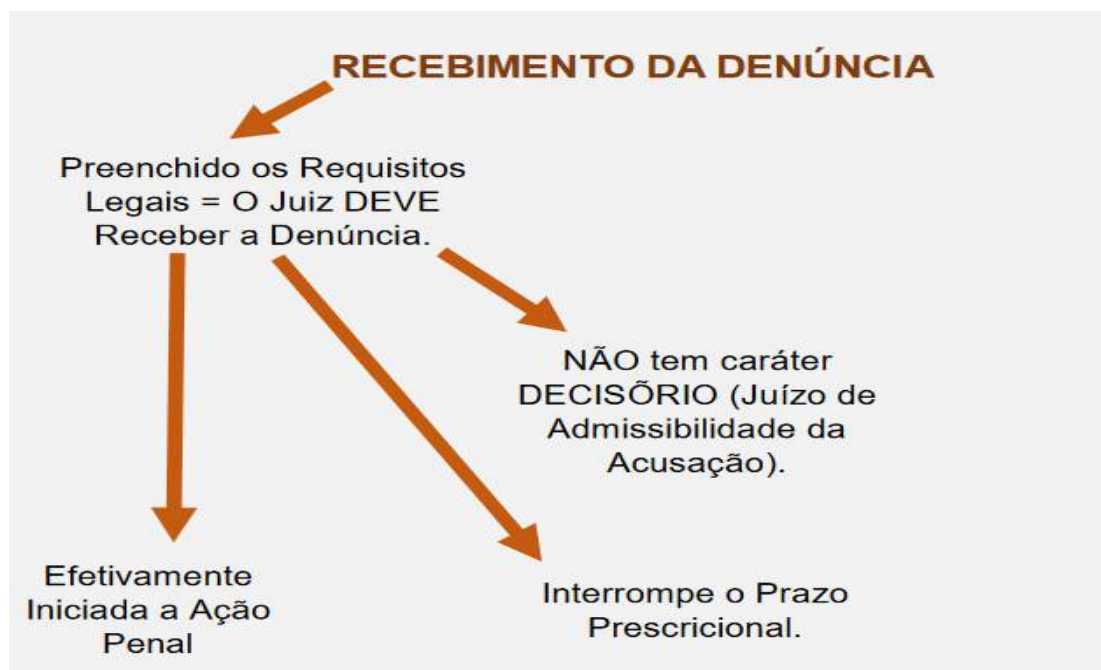 RECEBIMENTO DA DENÚNCIA
Preenchido os Requisitos
Legais = O Juiz DEVE
Receber a Denúncia.
NÃO tem caráter
DECISÕRIO (Juízo de
Admissibilidade da
Acusação).
Efetivamente
Iniciada a Ação
Penal
Interrompe o Prazo
Prescricional.